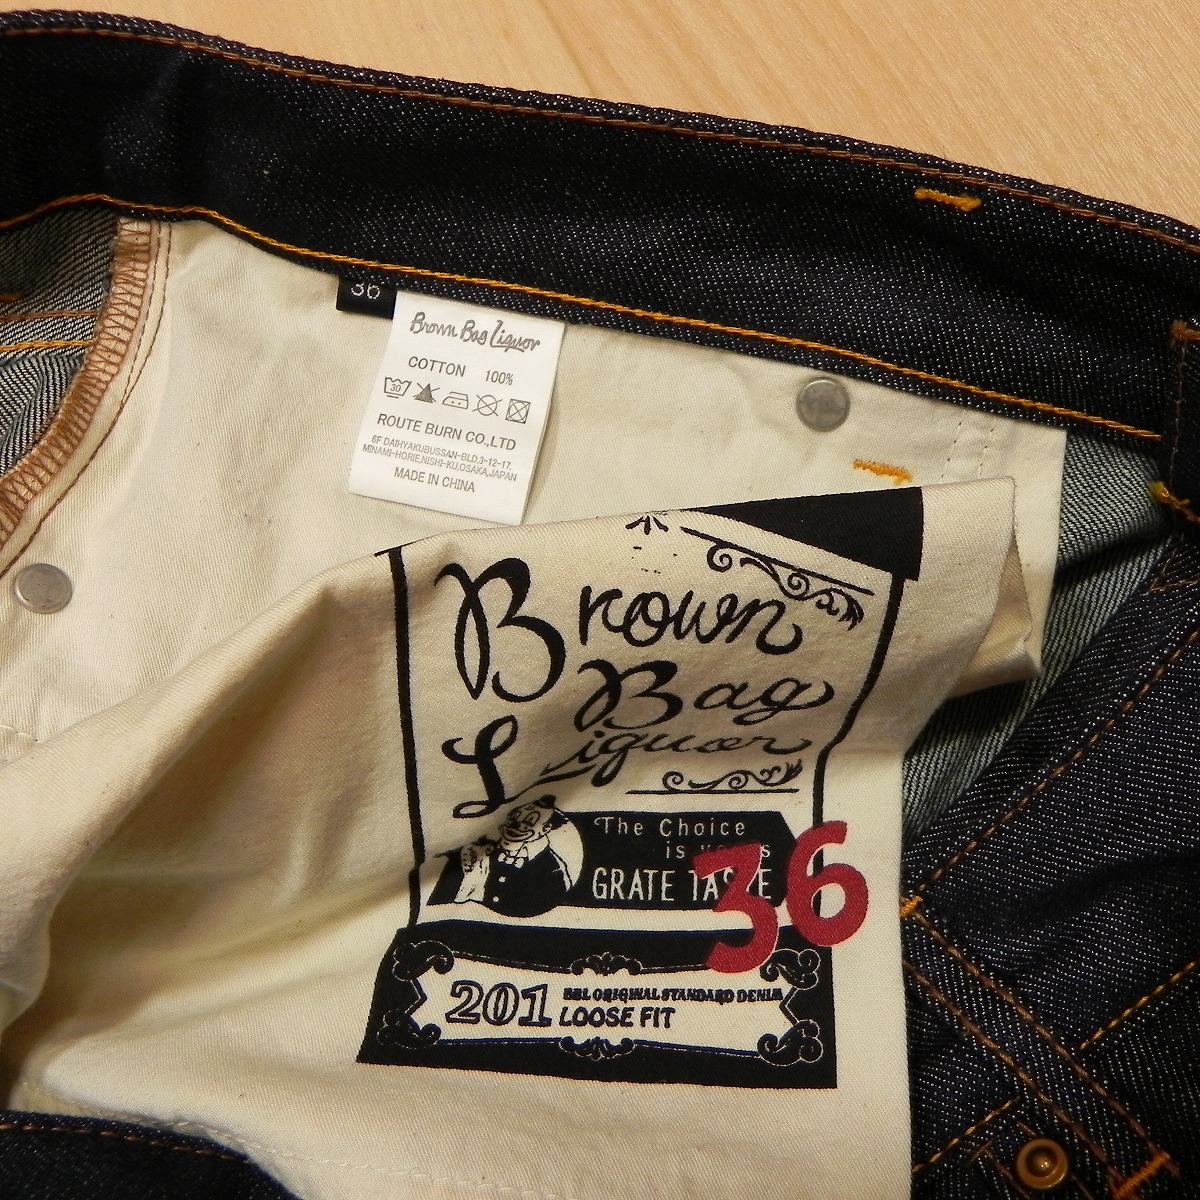 36
Brown Bag Liquor
COTTON 100%
30
ROUTE BURN CO.,LTD
6F DAIHYAKUBUSSAN-BLD,3-12-17,
MINAMI-HORIE,NISHI-KU,OSAKA,JAPAN
MADE IN CHINA
Brown
Bag
Liquor
The Choice
is
GRATE TASTE
36
201 BBL ORIGINAL STANDARD DENIM
LOOSE FIT